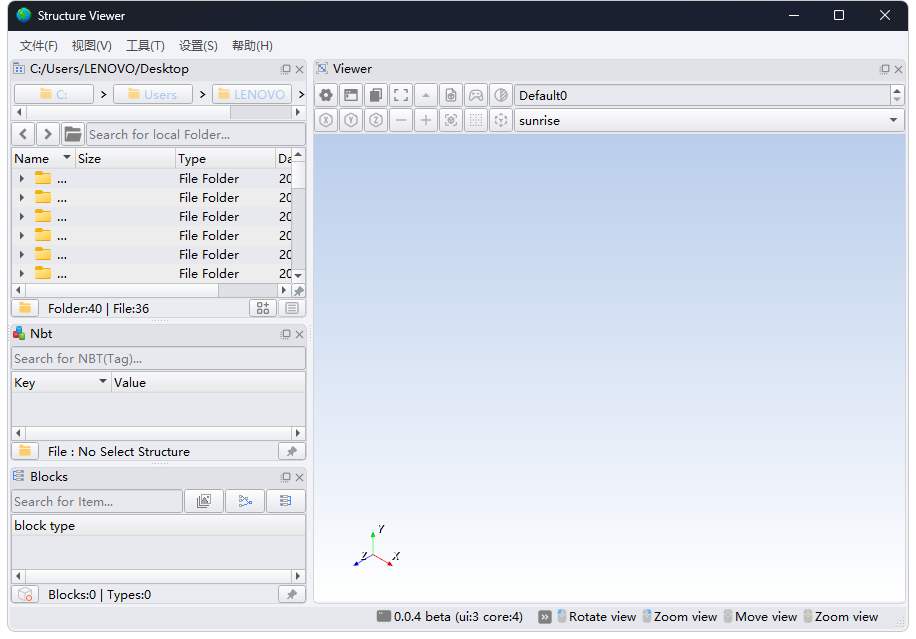 Structure Viewer
文件(F) 视图(V) 工具(T) 设置(S) 帮助(H)
C:/Users/LENOVO/Desktop
C: > Users > LENOVO >
Search for local Folder...
Name Size Type Da
... File Folder 20
... File Folder 20
... File Folder 20
... File Folder 20
... File Folder 20
... File Folder 20
Folder:40 | File:36
Nbt
Search for NBT(Tag)...
Key Value
File : No Select Structure
Blocks
Search for Item...
block type
Blocks:0 | Types:0
Viewer
Default0
X Y Z
sunrise
Y
Z X
0.0.4 beta (ui:3 core:4) Rotate view Zoom view Move view Zoom view